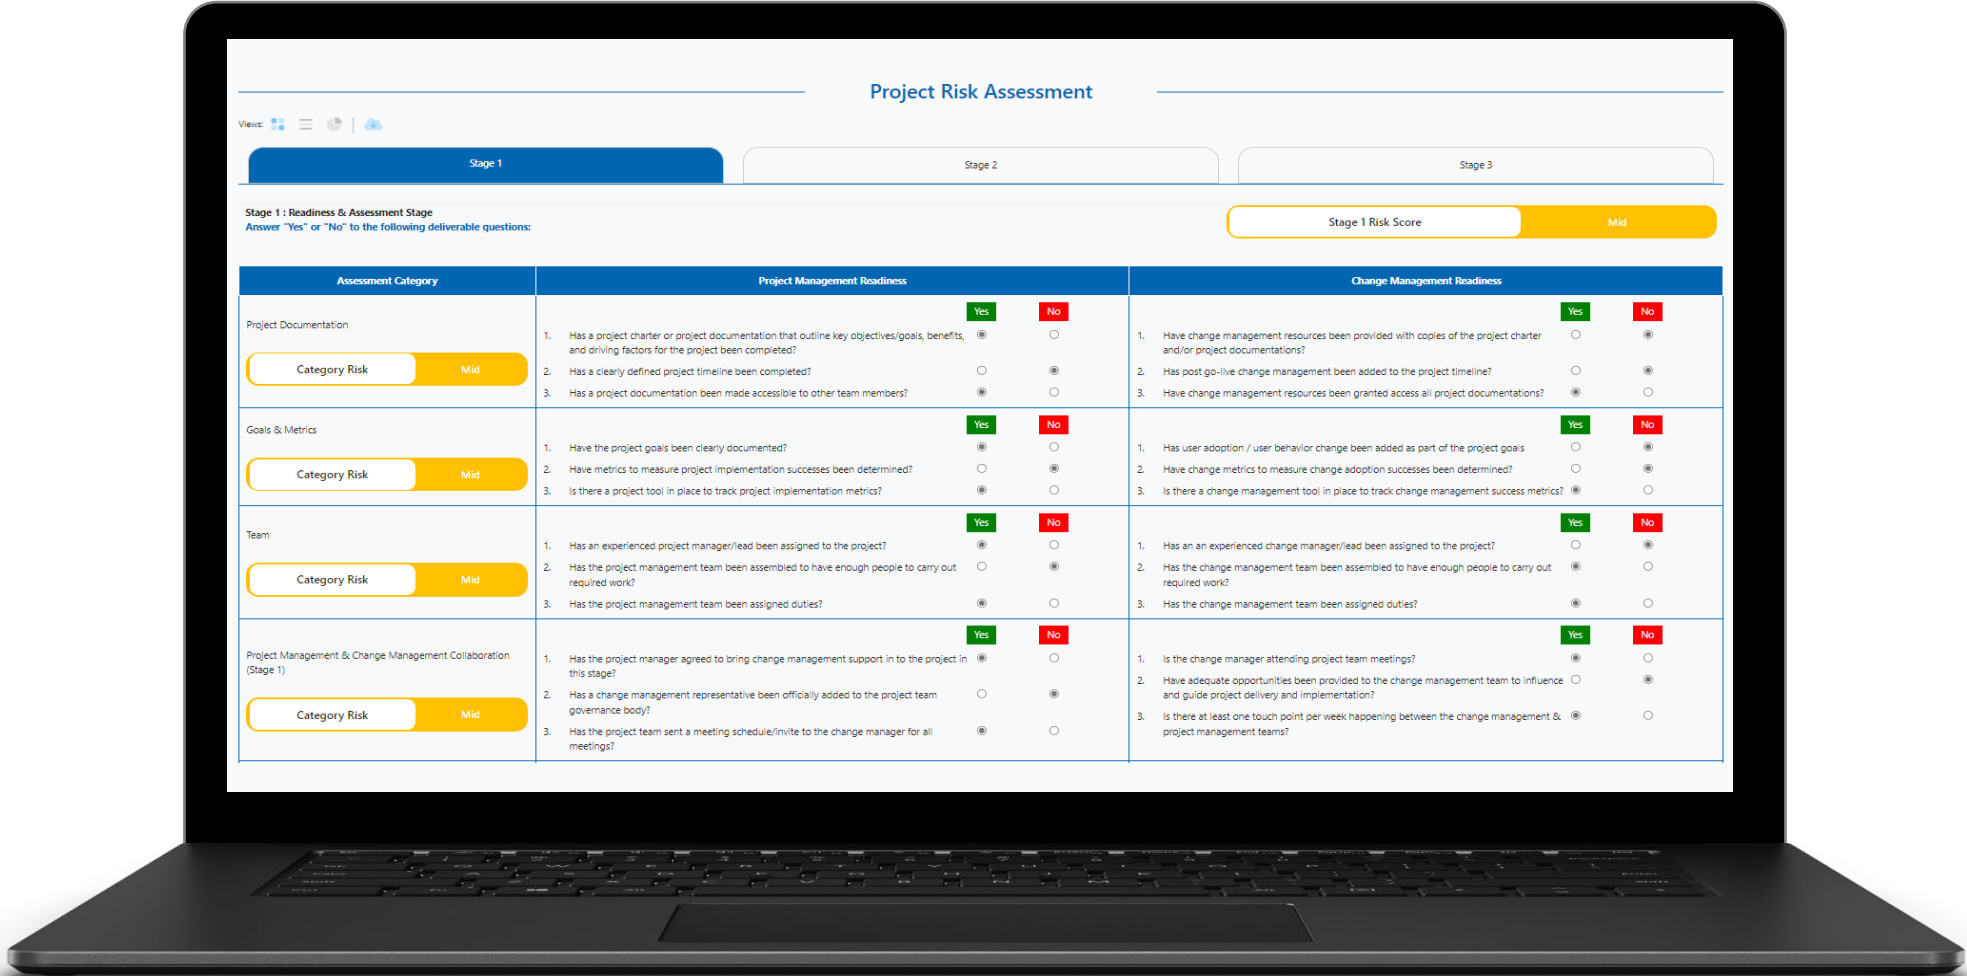 Project Risk Assessment
Views:
Stage 1
Stage 2
Stage 3
Stage 1 : Readiness & Assessment Stage
Answer "Yes" or "No" to the following deliverable questions:
Stage 1 Risk Score
Mid
Assessment Category
Project Management Readiness
Change Management Readiness
Project Documentation
Category Risk
Mid
Yes
No
1. Has a project charter or project documentation that outline key objectives/goals, benefits,
and driving factors for the project been completed?
2. Has a clearly defined project timeline been completed?
3. Has a project documentation been made accessible to other team members?
Yes
No
1. Have change management resources been provided with copies of the project charter
and/or project documentations?
2. Has post go-live change management been added to the project timeline?
3. Have change management resources been granted access all project documentations?
Goals & Metrics
Category Risk
Mid
Yes
No
1. Have the project goals been clearly documented?
2. Have metrics to measure project implementation successes been determined?
3. Is there a project tool in place to track project implementation metrics?
Yes
No
1. Has user adoption / user behavior change been added as part of the project goals
2. Have change metrics to measure change adoption successes been determined?
3. Is there a change management tool in place to track change management success metrics?
Team
Category Risk
Mid
Yes
No
1. Has an experienced project manager/lead been assigned to the project?
2. Has the project management team been assembled to have enough people to carry out
required work?
3. Has the project management team been assigned duties?
Yes
No
1. Has an an experienced change manager/lead been assigned to the project?
2. Has the change management team been assembled to have enough people to carry out
required work?
3. Has the change management team been assigned duties?
Project Management & Change Management Collaboration
(Stage 1)
Category Risk
Mid
Yes
No
1. Has the project manager agreed to bring change management support in to the project in
this stage?
2. Has a change management representative been officially added to the project team
governance body?
3. Has the project team sent a meeting schedule/invite to the change manager for all
meetings?
Yes
No
1. Is the change manager attending project team meetings?
2. Have adequate opportunities been provided to the change management team to influence
and guide project delivery and implementation?
3. Is there at least one touch point per week happening between the change management &
project management teams?